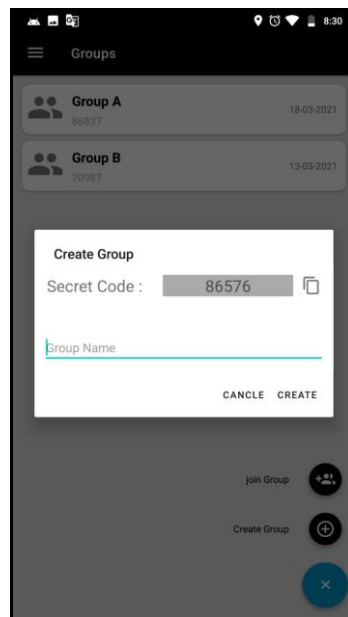 8:30
Groups
Group A
86837
18-03-2021
Group B
70987
13-03-2021
Create Group
Secret Code : 86576
Group Name
CANCLE CREATE
join Group
Create Group